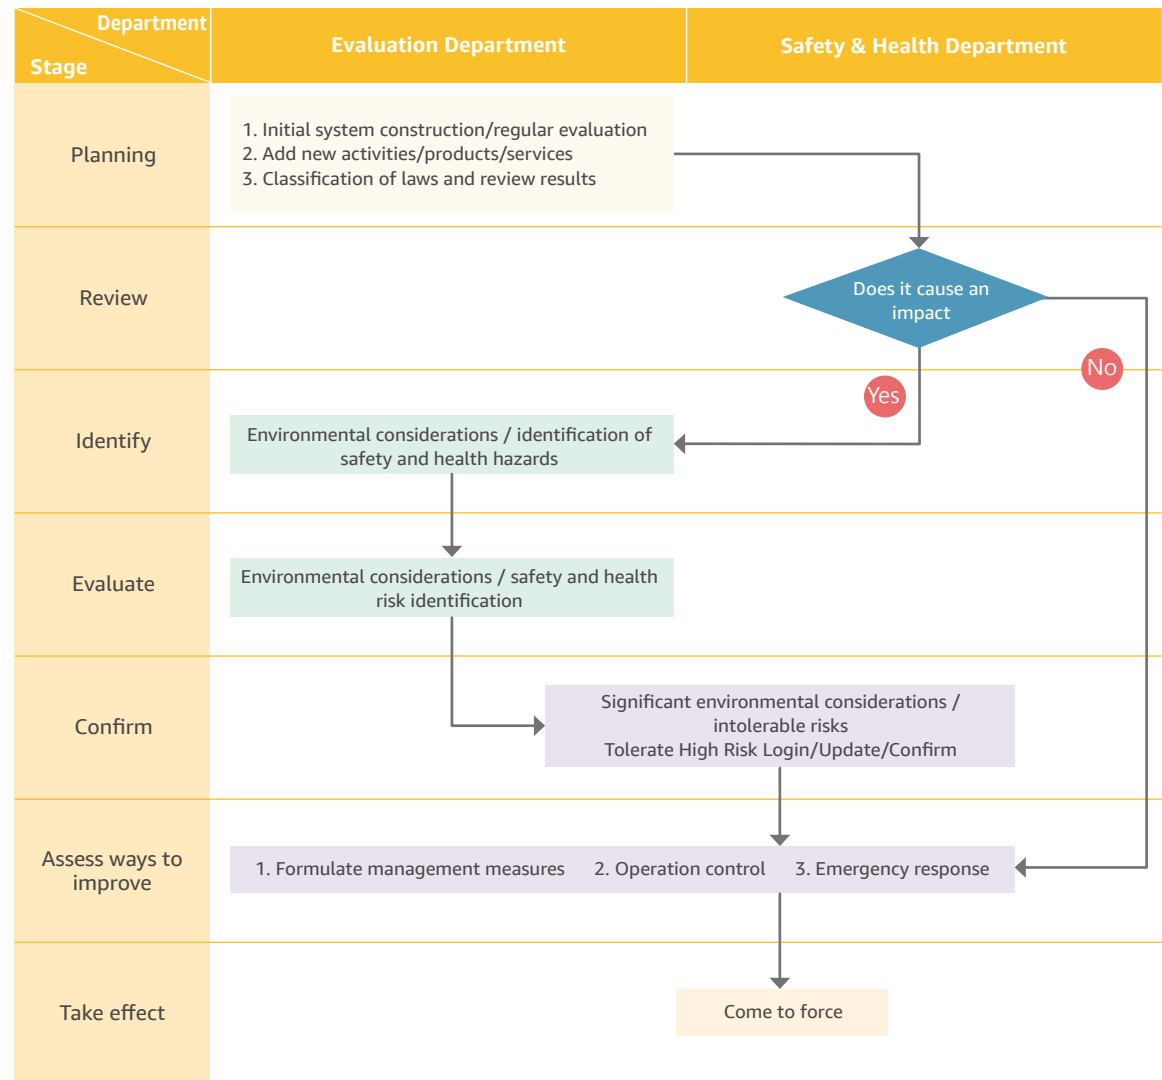 Department
Stage
Evaluation Department
Safety & Health Department
Planning
1. Initial system construction/regular evaluation
2. Add new activities/products/services
3. Classification of laws and review results
Review
Does it cause an
impact
No
Yes
Identify
Environmental considerations / identification of
safety and health hazards
Evaluate
Environmental considerations / safety and health
risk identification
Confirm
Significant environmental considerations /
intolerable risks
Tolerate High Risk Login/Update/Confirm
Assess ways to
improve
1. Formulate management measures 2. Operation control 3. Emergency response
Take effect
Come to force